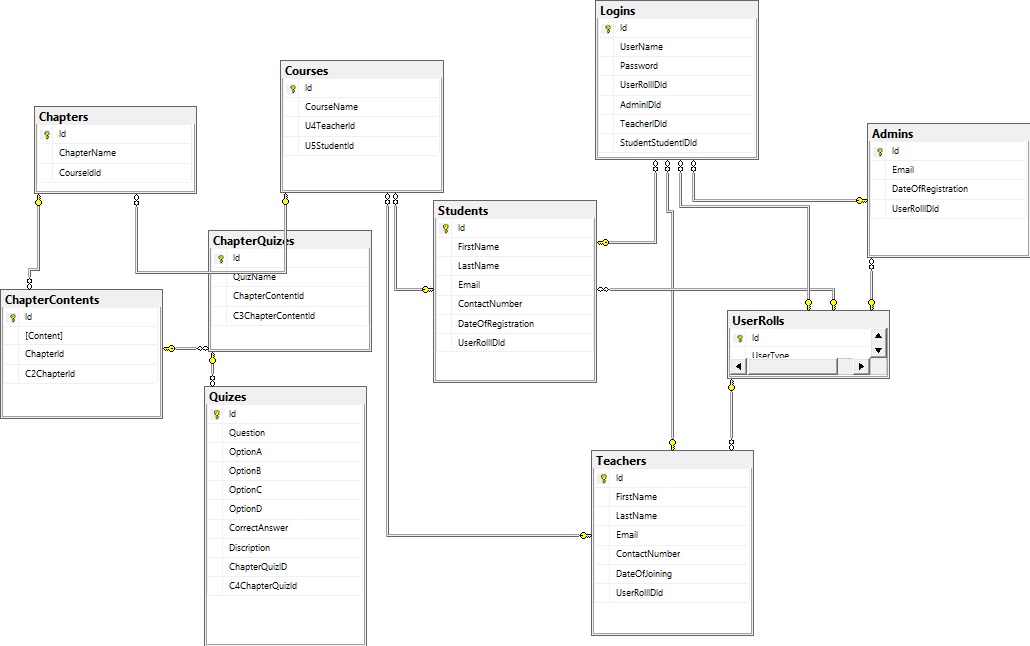 Logins
Id
UserName
Password
UserRollIDId
AdminIDId
TeacherIDId
StudentStudentIDId
Courses
Id
CourseName
U4TeacherId
U5StudentId
Chapters
Id
ChapterName
CourseIdId
Admins
Id
Email
DateOfRegistration
UserRollIDId
Students
Id
FirstName
LastName
Email
ContactNumber
DateOfRegistration
UserRollIDId
ChapterQuizes
Id
QuizName
ChapterContentId
C3ChapterContentId
ChapterContents
Id
[Content]
ChapterId
C2ChapterId
UserRolls
Id
UserType
Quizes
Id
Question
OptionA
OptionB
OptionC
OptionD
CorrectAnswer
Discription
ChapterQuizID
C4ChapterQuizId
Teachers
Id
FirstName
LastName
Email
ContactNumber
DateOfJoining
UserRollIDId